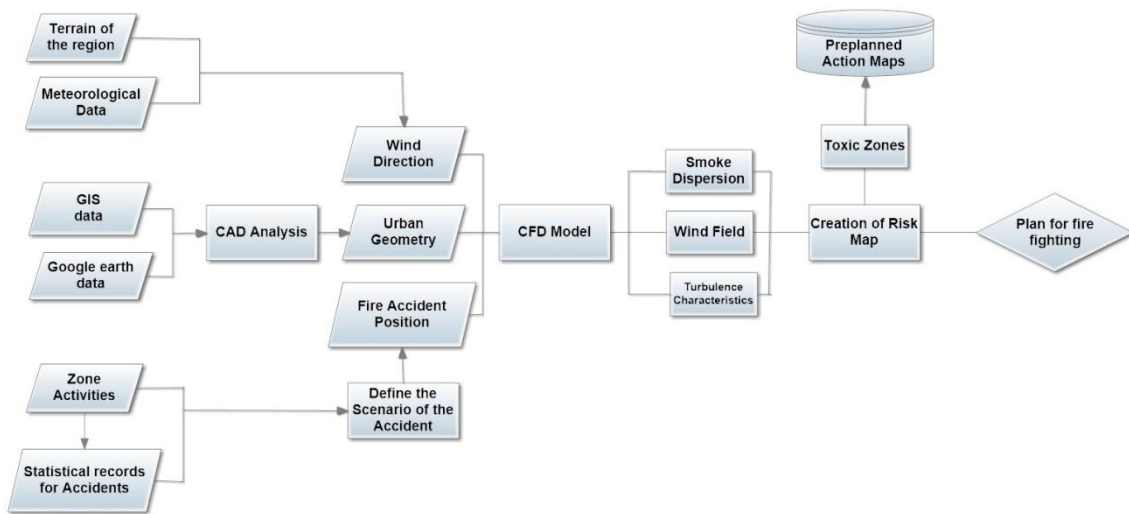 Terrain of
the region
Meteorological
Data
Wind
Direction
GIS
data
Google earth
data
CAD Analysis
Urban
Geometry
Fire Accident
Position
Zone
Activities
Statistical records
for Accidents
Define the
Scenario of the
Accident
CFD Model
Smoke
Dispersion
Wind Field
Turbulence
Characteristics
Preplanned
Action Maps
Toxic Zones
Creation of Risk
Map
Plan for fire
fighting